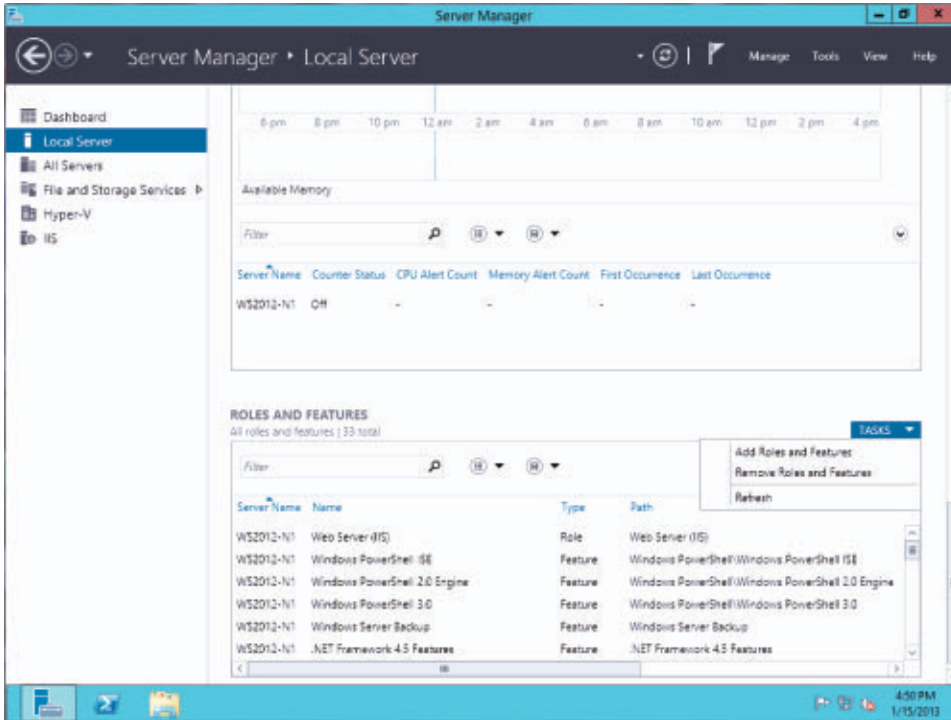 Server Manager
Server Manager ‣ Local Server
Manage Tools View Help
Dashboard
Local Server
All Servers
File and Storage Services
Hyper-V
IIS
6 pm 8 pm 10 pm 12 am 2 am 4 am 6 am 8 am 10 am 12 pm 2 pm 4 pm
Available Memory
Filter
Server Name Counter Status CPU Alert Count Memory Alert Count First Occurrence Last Occurrence
WS2012-N1 Off - - - -
ROLES AND FEATURES
All roles and features | 33 total
TASKS
Add Roles and Features
Remove Roles and Features
Refresh
Filter
Server Name Name Type Path
WS2012-N1 Web Server (IIS) Role Web Server (IIS)
WS2012-N1 Windows PowerShell ISE Feature Windows PowerShell\Windows PowerShell ISE
WS2012-N1 Windows PowerShell 2.0 Engine Feature Windows PowerShell\Windows PowerShell 2.0 Engine
WS2012-N1 Windows PowerShell 3.0 Feature Windows PowerShell\Windows PowerShell 3.0
WS2012-N1 Windows Server Backup Feature Windows Server Backup
WS2012-N1 .NET Framework 4.5 Features Feature .NET Framework 4.5 Features
4:50 PM
1/15/2013